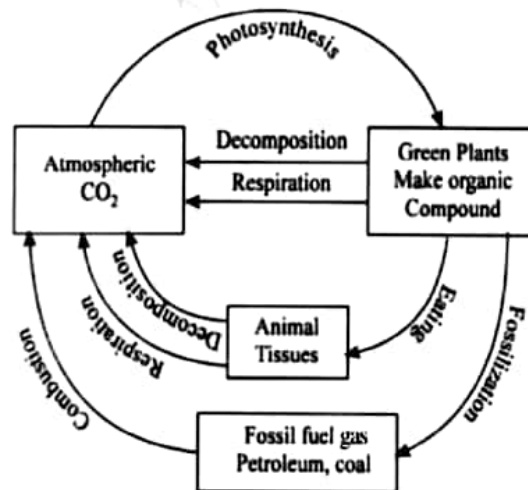 Photosynthesis
Atmospheric
CO₂
Decomposition
Respiration
Green Plants
Make organic
Compound
Decomposition
Respiration
Combustion
Animal
Tissues
Eating
Fossilization
Fossil fuel gas
Petroleum, coal